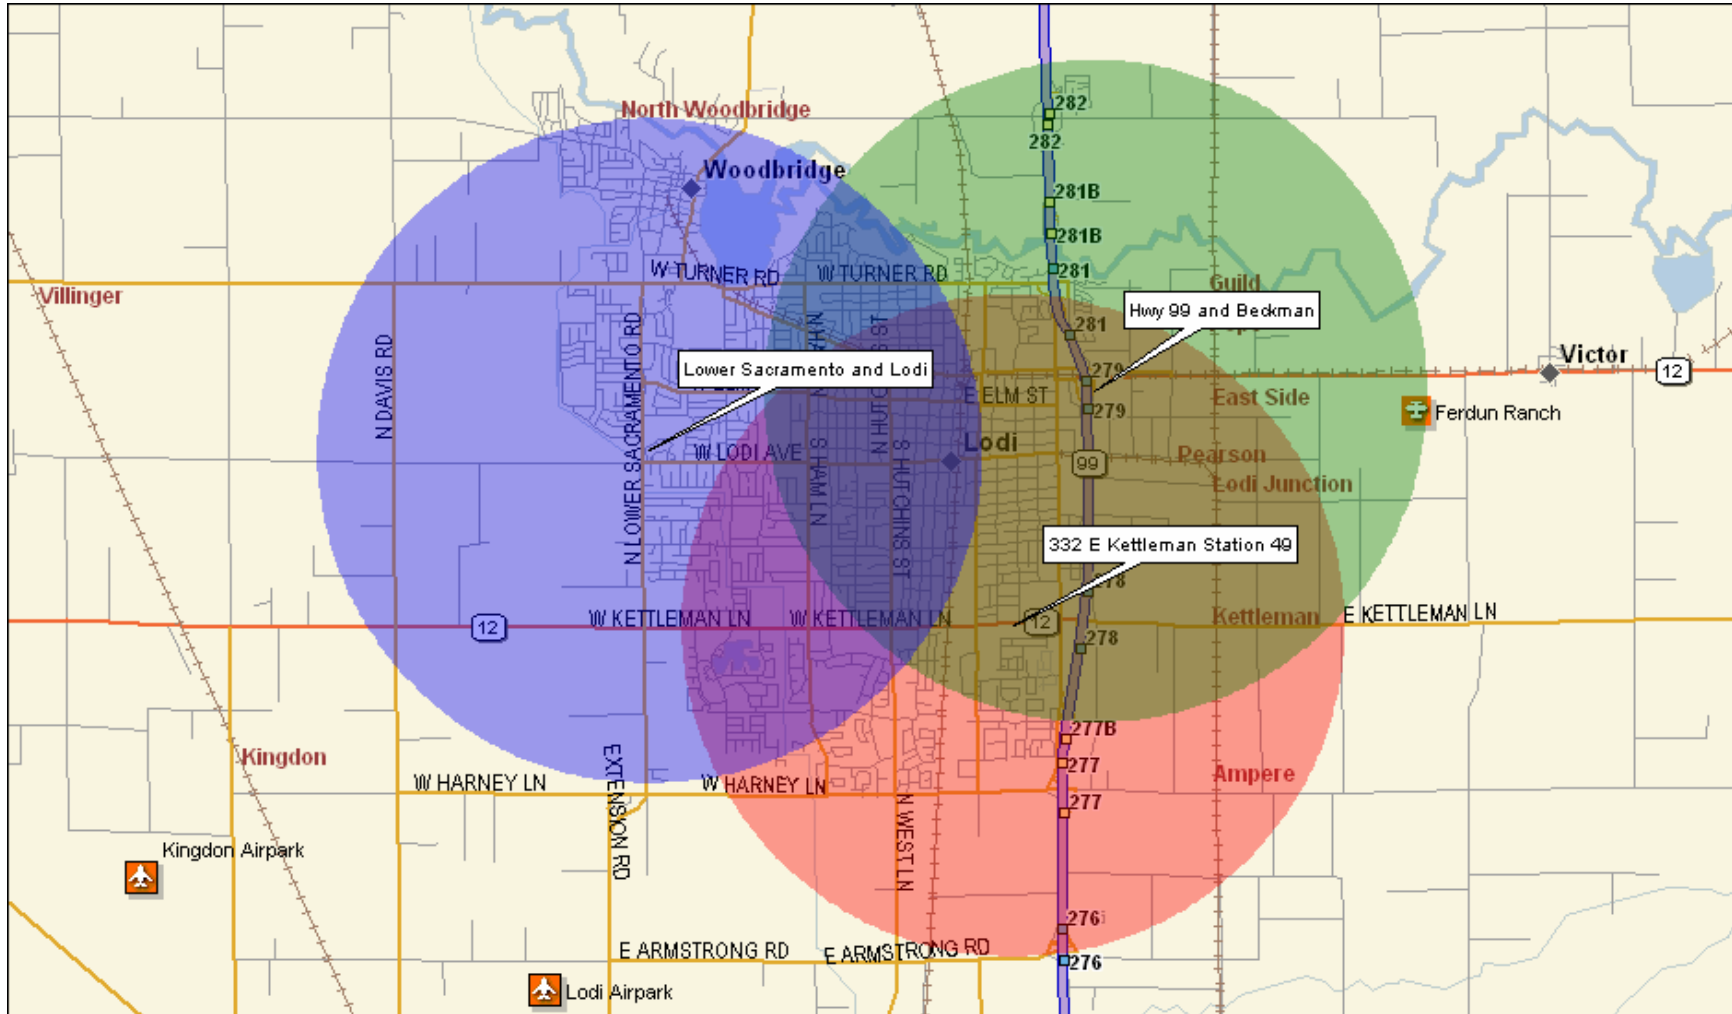 282
North Woodbridge
282
Woodbridge
281B
281B
W TURNER RD
W TURNER RD
281
Guild
Villinger
Hwy 99 and Beckman
281
N DAVIS RD
N LOWER SACRAMENTO RD
Lower Sacramento and Lodi
279
Victor
12
E ELM ST
279
East Side
Ferdun Ranch
W LODI AVE
Lodi
99
Pearson
S HAM LN
S HUTCHINS ST
Lodi Junction
332 E Kettleman Station 49
278
12
W KETTLEMAN LN
W KETTLEMAN LN
12
Kettleman
E KETTLEMAN LN
278
277B
Kingdon
277
Ampere
W HARNEY LN
W HARNEY LN
277
EXTENSION RD
N WEST LN
Kingdon Airpark
276
E ARMSTRONG RD
E ARMSTRONG RD
276
Lodi Airpark